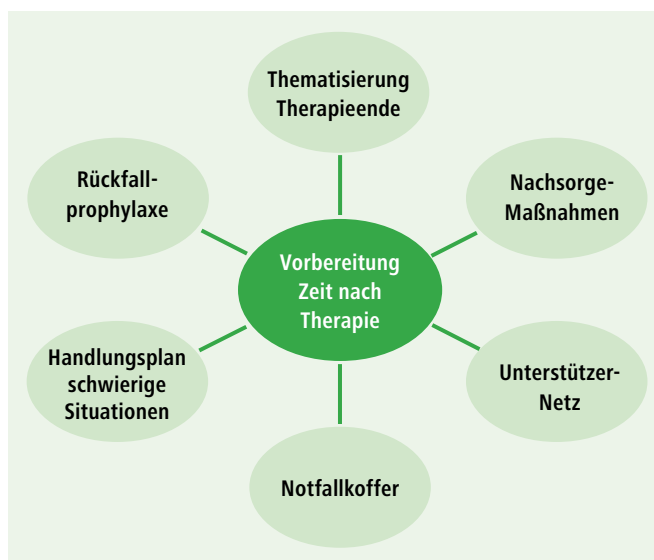 Thematisierung
Therapieende
Rückfall-
prophylaxe
Nachsorge-
Maßnahmen
Vorbereitung
Zeit nach
Therapie
Handlungsplan
schwierige
Situationen
Unterstützer-
Netz
Notfallkoffer